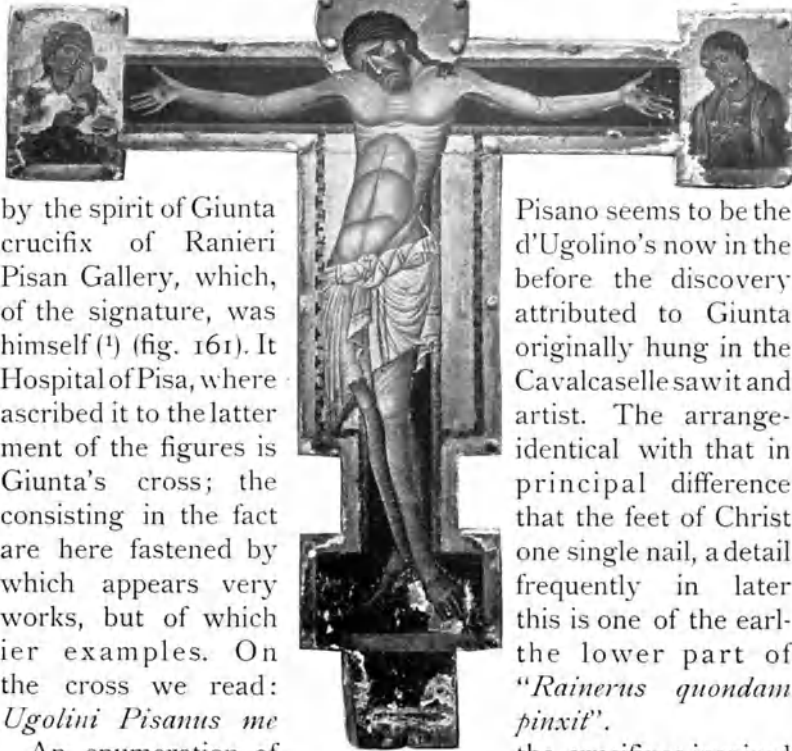 by the spirit of Giunta Pisano seems to be the
crucifix of Ranieri d'Ugolino's now in the
Pisan Gallery, which, before the discovery
of the signature, was attributed to Giunta
himself (¹) (fig. 161). It originally hung in the
Hospital of Pisa, where Cavalcaselle saw it and
ascribed it to the latter artist. The arrange-
ment of the figures is identical with that in
Giunta's cross; the principal difference
consisting in the fact that the feet of Christ
are here fastened by one single nail, a detail
which appears very frequently in later
works, but of which this is one of the earl-
ier examples. On the lower part of
the cross we read: "Rainerus quondam
Ugolini Pisanus me pinxit".
An enumeration of